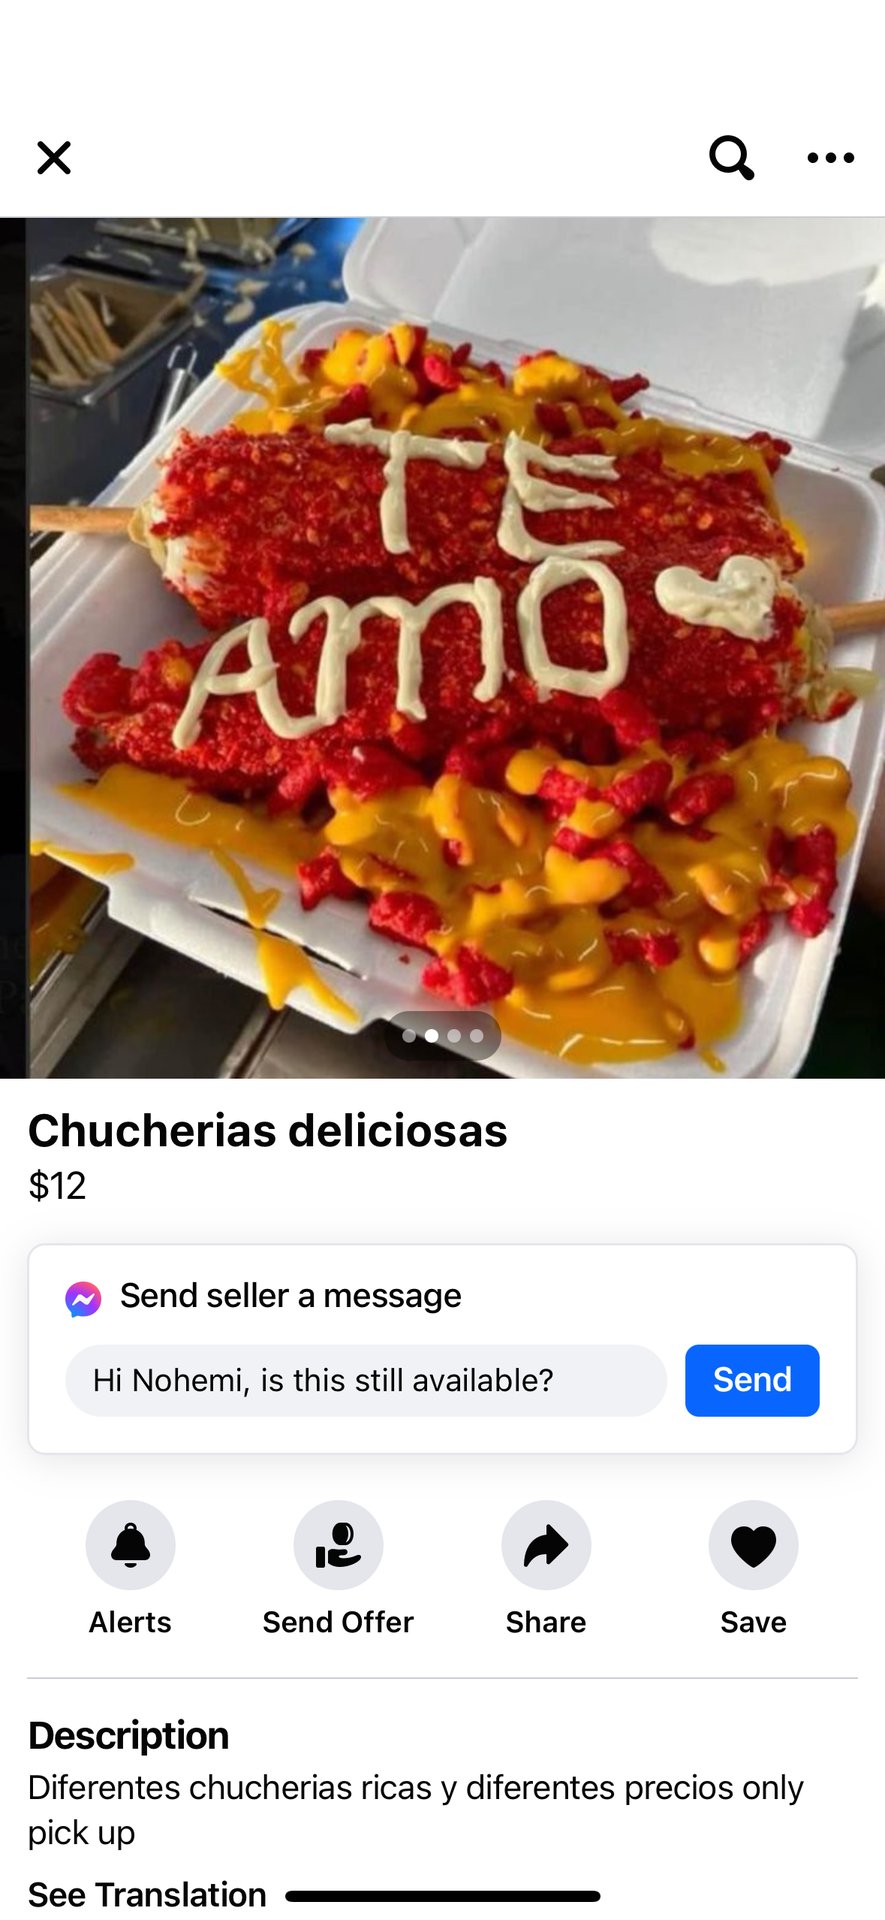 TE
AMO
Chucherias deliciosas
$12
Send seller a message
Hi Nohemi, is this still available?
Send
Alerts
Send Offer
Share
Save
Description
Diferentes chucherias ricas y diferentes precios only
pick up
See Translation